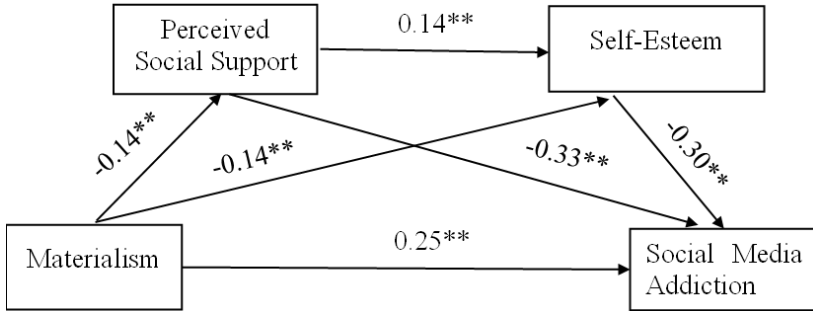 Perceived
Social Support
0.14**
Self-Esteem
-0.14**
-0.14**
-0.33**
-0.30**
Materialism
0.25**
Social Media
Addiction